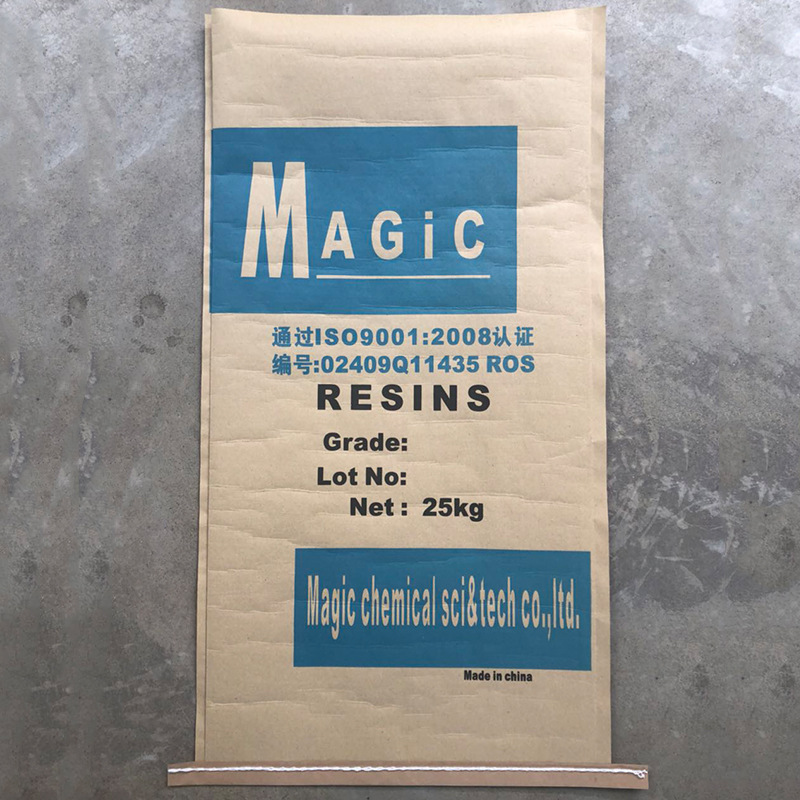 MAGiC
通过ISO9001:2008认证
编号:02409Q11435 ROS
RESINS
Grade:
Lot No:
Net : 25kg
Magic chemical sci&tech co.,ltd.
Made in china